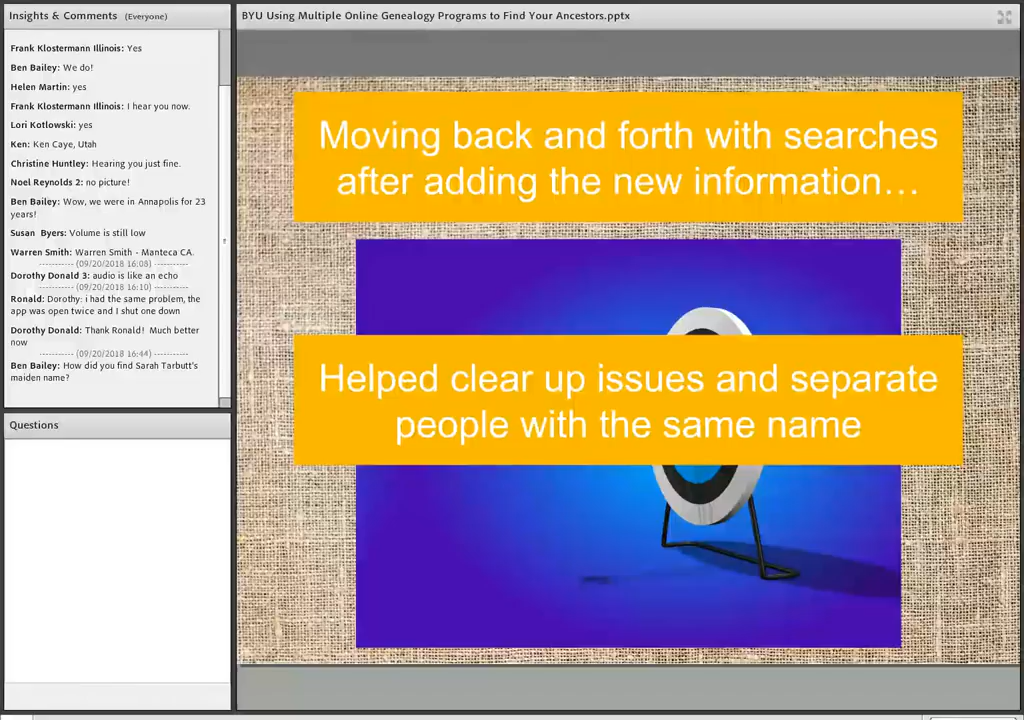 Insights & Comments (Everyone)
Frank Klostermann Illinois: Yes
Ben Bailey: We do!
Helen Martin: yes
Frank Klostermann Illinois: I hear you now.
Lori Kotlowski: yes
Ken: Ken Caye, Utah
Christine Huntley: Hearing you just fine.
Noel Reynolds 2: no picture!
Ben Bailey: Wow, we were in Annapolis for 23
years!
Susan Byers: Volume is still low
Warren Smith: Warren Smith - Manteca CA.
----------- (09/20/2018 16:08) -----------
Dorothy Donald 3: audio is like an echo
----------- (09/20/2018 16:10) -----------
Ronald: Dorothy: i had the same problem, the
app was open twice and I shut one down
Dorothy Donald: Thank Ronald! Much better
now
----------- (09/20/2018 16:44) -----------
Ben Bailey: How did you find Sarah Tarbutt's
maiden name?
Questions
BYU Using Multiple Online Genealogy Programs to Find Your Ancestors.pptx
Moving back and forth with searches
after adding the new information…
Helped clear up issues and separate
people with the same name